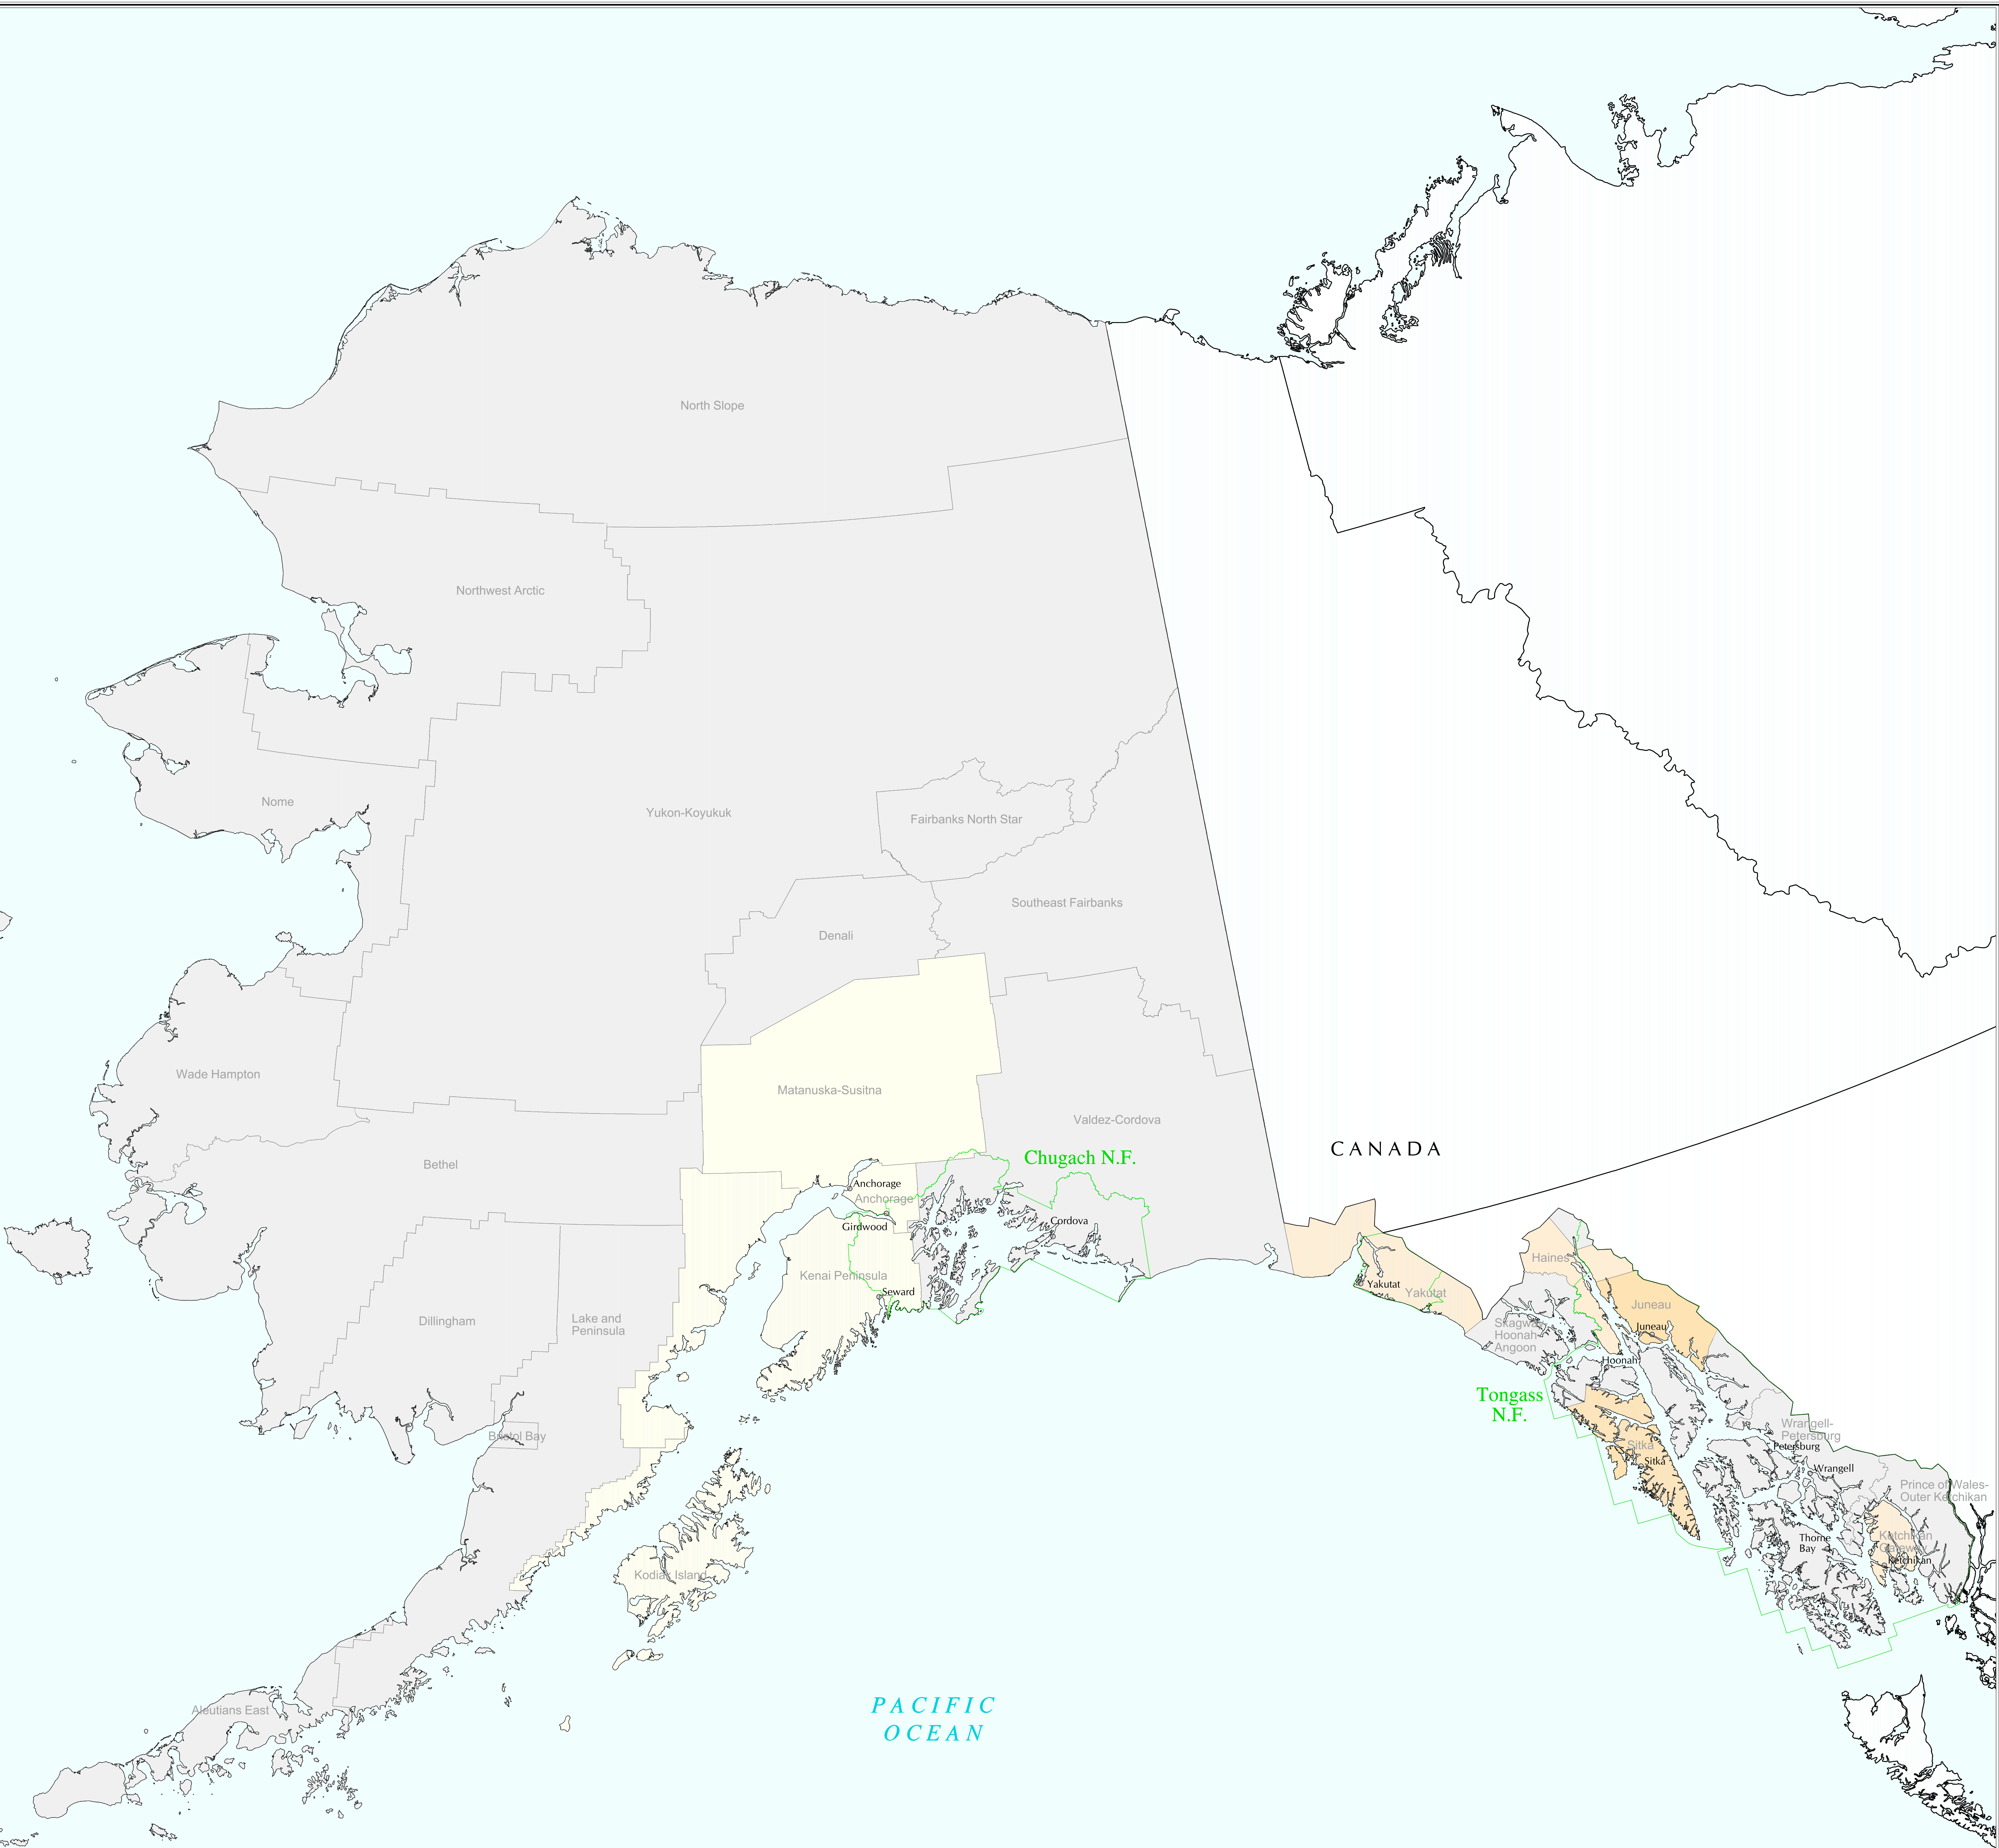 North Slope
Northwest Arctic
Nome
Yukon-Koyukuk
Fairbanks North Star
Southeast Fairbanks
Denali
Wade Hampton
Matanuska-Susitna
Valdez-Cordova
CANADA
Bethel
Chugach N.F.
Anchorage
Anchorage
Girdwood
Cordova
Kenai Peninsula
Seward
Dillingham
Lake and
Peninsula
Haines
Yakutat
Yakutat
Juneau
Juneau
Skagway-
Hoonah-
Angoon
Hoonah
Tongass
N.F.
Bristol Bay
Wrangell-
Petersburg
Petersburg
Sitka
Sitka
Wrangell
Prince of Wales-
Outer Ketchikan
Thorne
Bay
Ketchikan
Gateway
Ketchikan
Kodiak Island
Aleutians East
PACIFIC
OCEAN